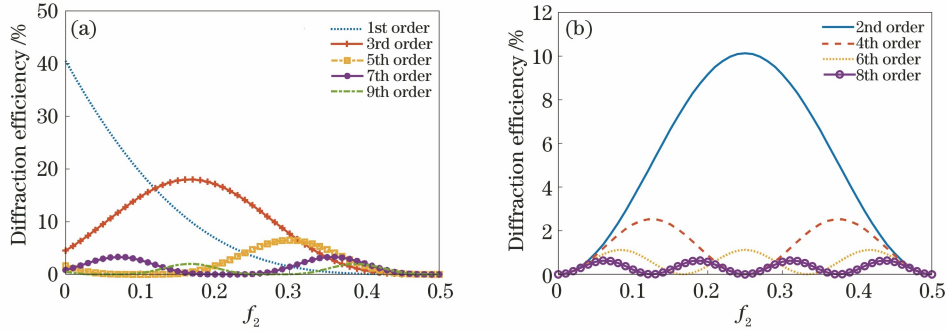 (a)
Diffraction efficiency /%
50
40
30
20
10
0
1st order
3rd order
5th order
7th order
9th order
0 0.1 0.2 0.3 0.4 0.5
f2
(b)
Diffraction efficiency /%
12
10
8
6
4
2
0
2nd order
4th order
6th order
8th order
0 0.1 0.2 0.3 0.4 0.5
f2